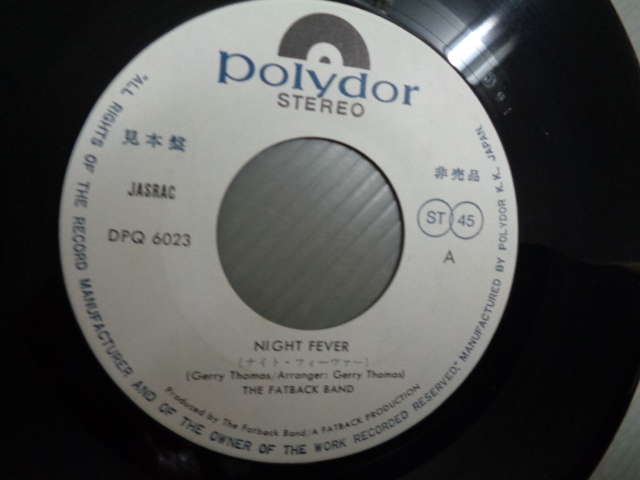 polydor
STEREO
見本盤
非売品
JASRAC
ST 45
DPQ 6023
A
NIGHT FEVER
(ナイト・フィーヴァー)
(Gerry Thomas/Arranger: Gerry Thomas)
THE FATBACK BAND
Produced by The Fatback Band/A FATBACK PRODUCTION
"ALL RIGHTS OF THE RECORD MANUFACTURER AND OF THE OWNER OF THE WORK RECORDED RESERVED," MANUFACTURED BY POLYDOR K.K. JAPAN.